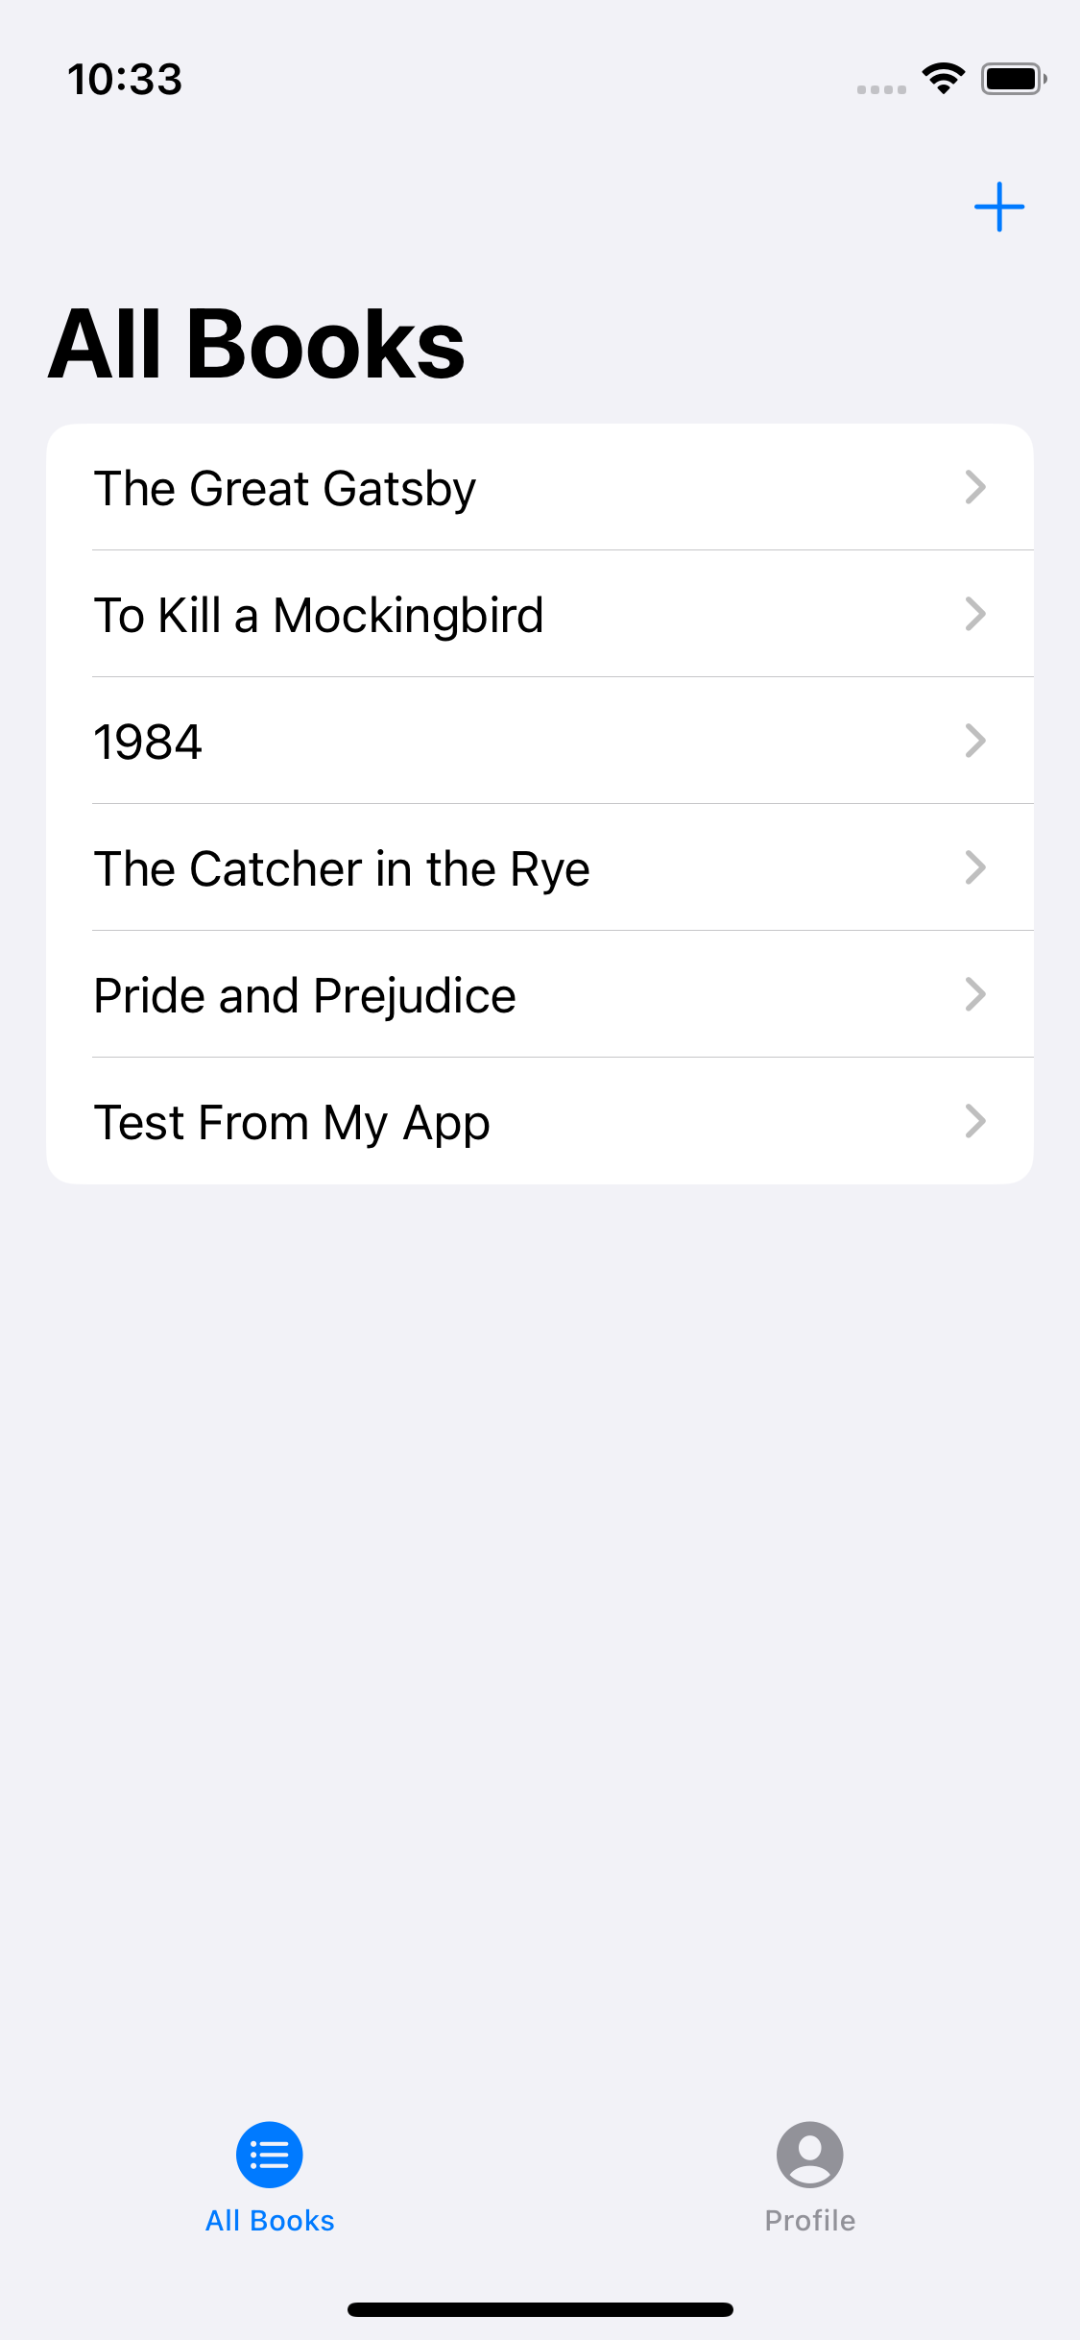 10:33
All Books
The Great Gatsby
To Kill a Mockingbird
1984
The Catcher in the Rye
Pride and Prejudice
Test From My App
All Books
Profile